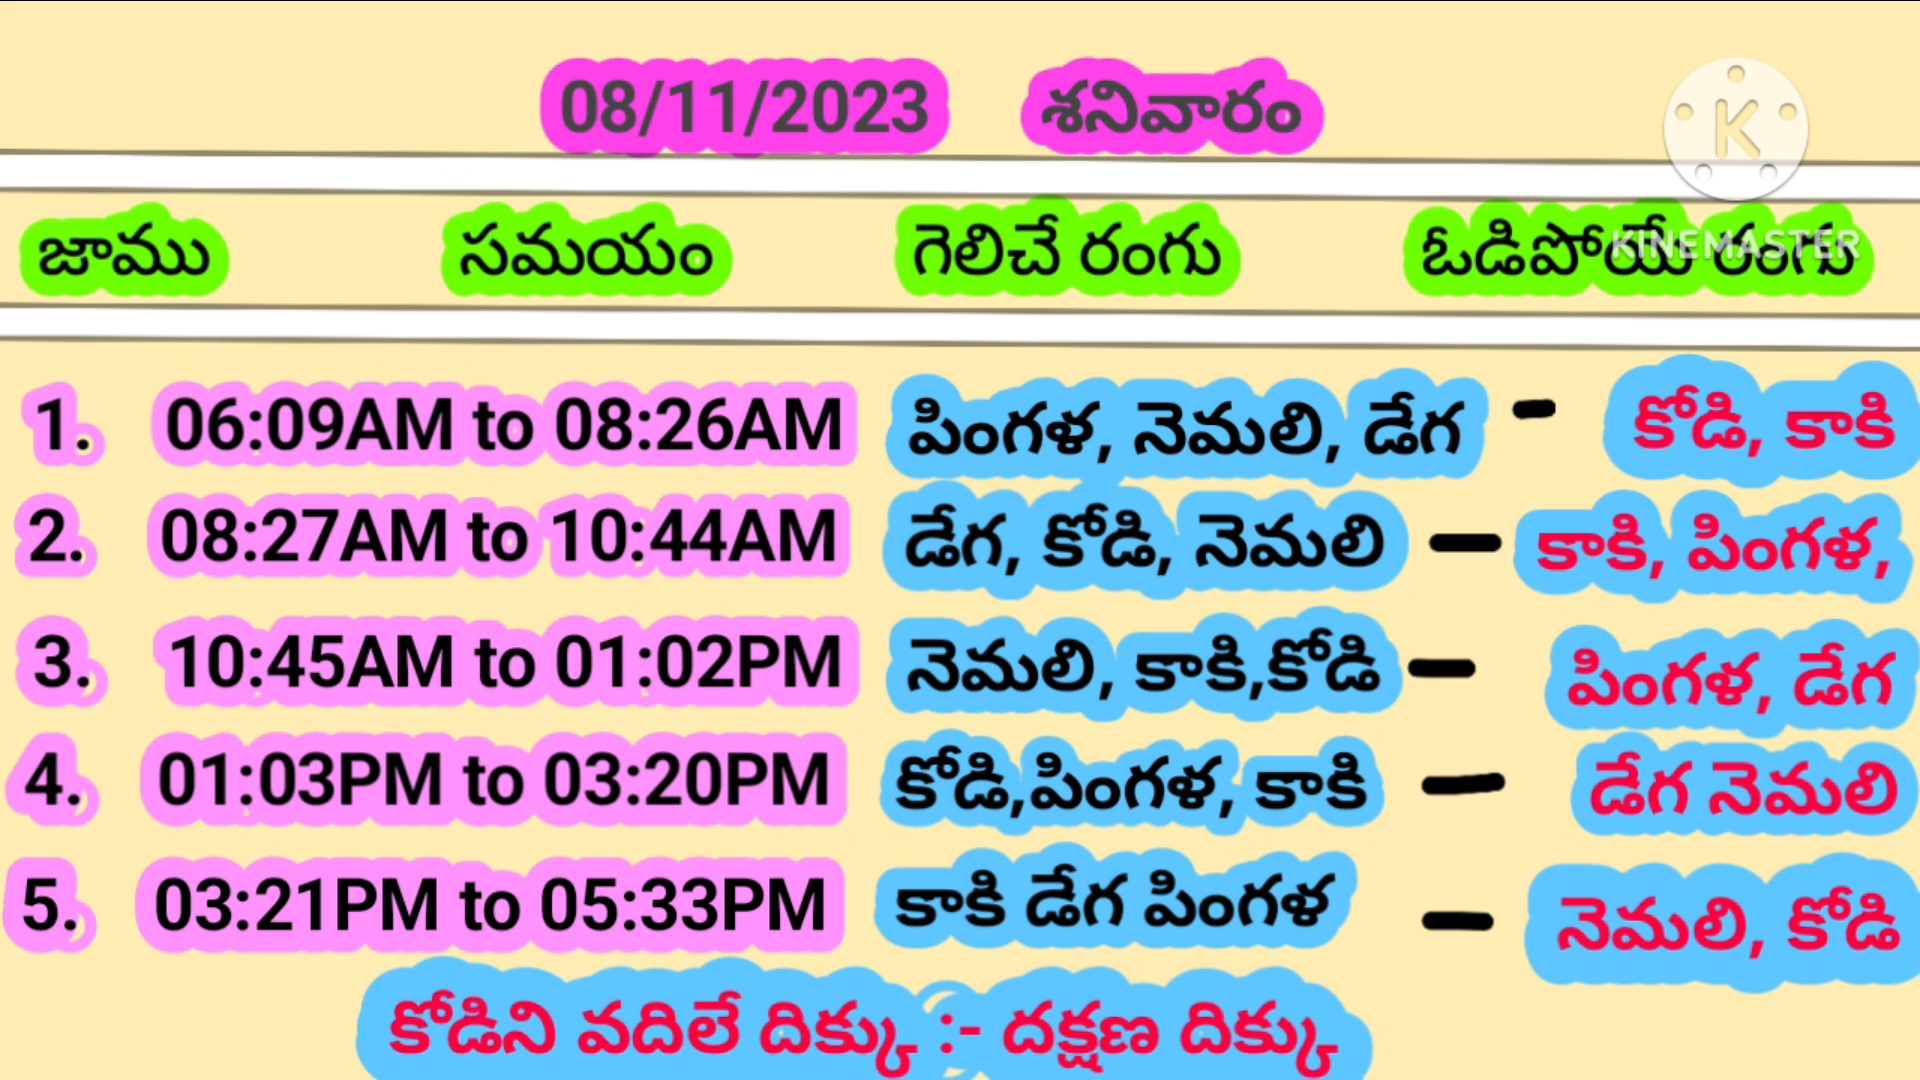 08/11/2023 శనివారం
జాము సమయం గెలిచే రంగు ఓడిపోయే రంగు
KINEMASTER
1. 06:09AM to 08:26AM పింగళ, నెమలి, డేగ - కోడి, కాకి
2. 08:27AM to 10:44AM డేగ, కోడి, నెమలి - కాకి, పింగళ,
3. 10:45AM to 01:02PM నెమలి, కాకి,కోడి - పింగళ, డేగ
4. 01:03PM to 03:20PM కోడి,పింగళ, కాకి - డేగ నెమలి
5. 03:21PM to 05:33PM కాకి డేగ పింగళ - నెమలి, కోడి
కోడిని వదిలే దిక్కు :- దక్షణ దిక్కు